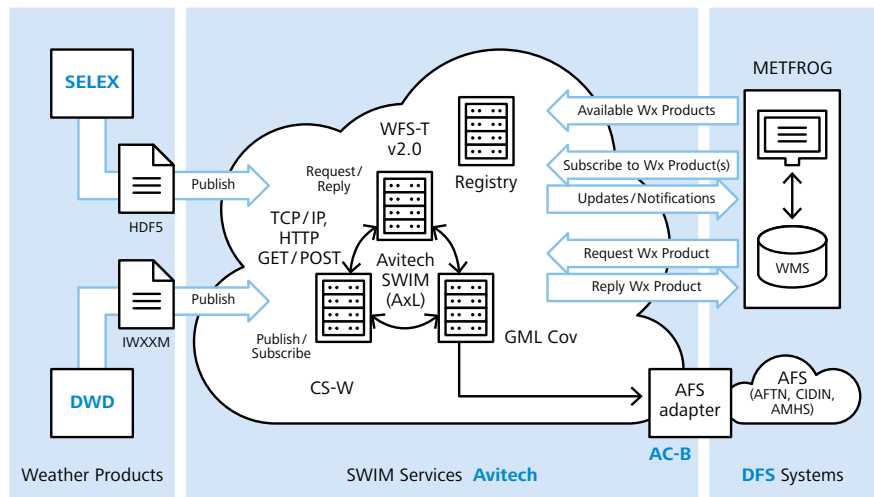 SELEX
HDF5
Publish
IWXXM
Publish
DWD
Weather Products
WFS-T
v2.0
Request/
Reply
Registry
TCP/IP,
HTTP
GET/POST
Avitech
SWIM
(AxL)
Publish/
Subscribe
GML Cov
CS-W
SWIM Services Avitech
Available Wx Products
Subscribe to Wx Product(s)
Updates/Notifications
Request Wx Product
Reply Wx Product
METFROG
WMS
AFS
adapter
AC-B
AFS
(AFTN, CIDIN,
AMHS)
DFS Systems